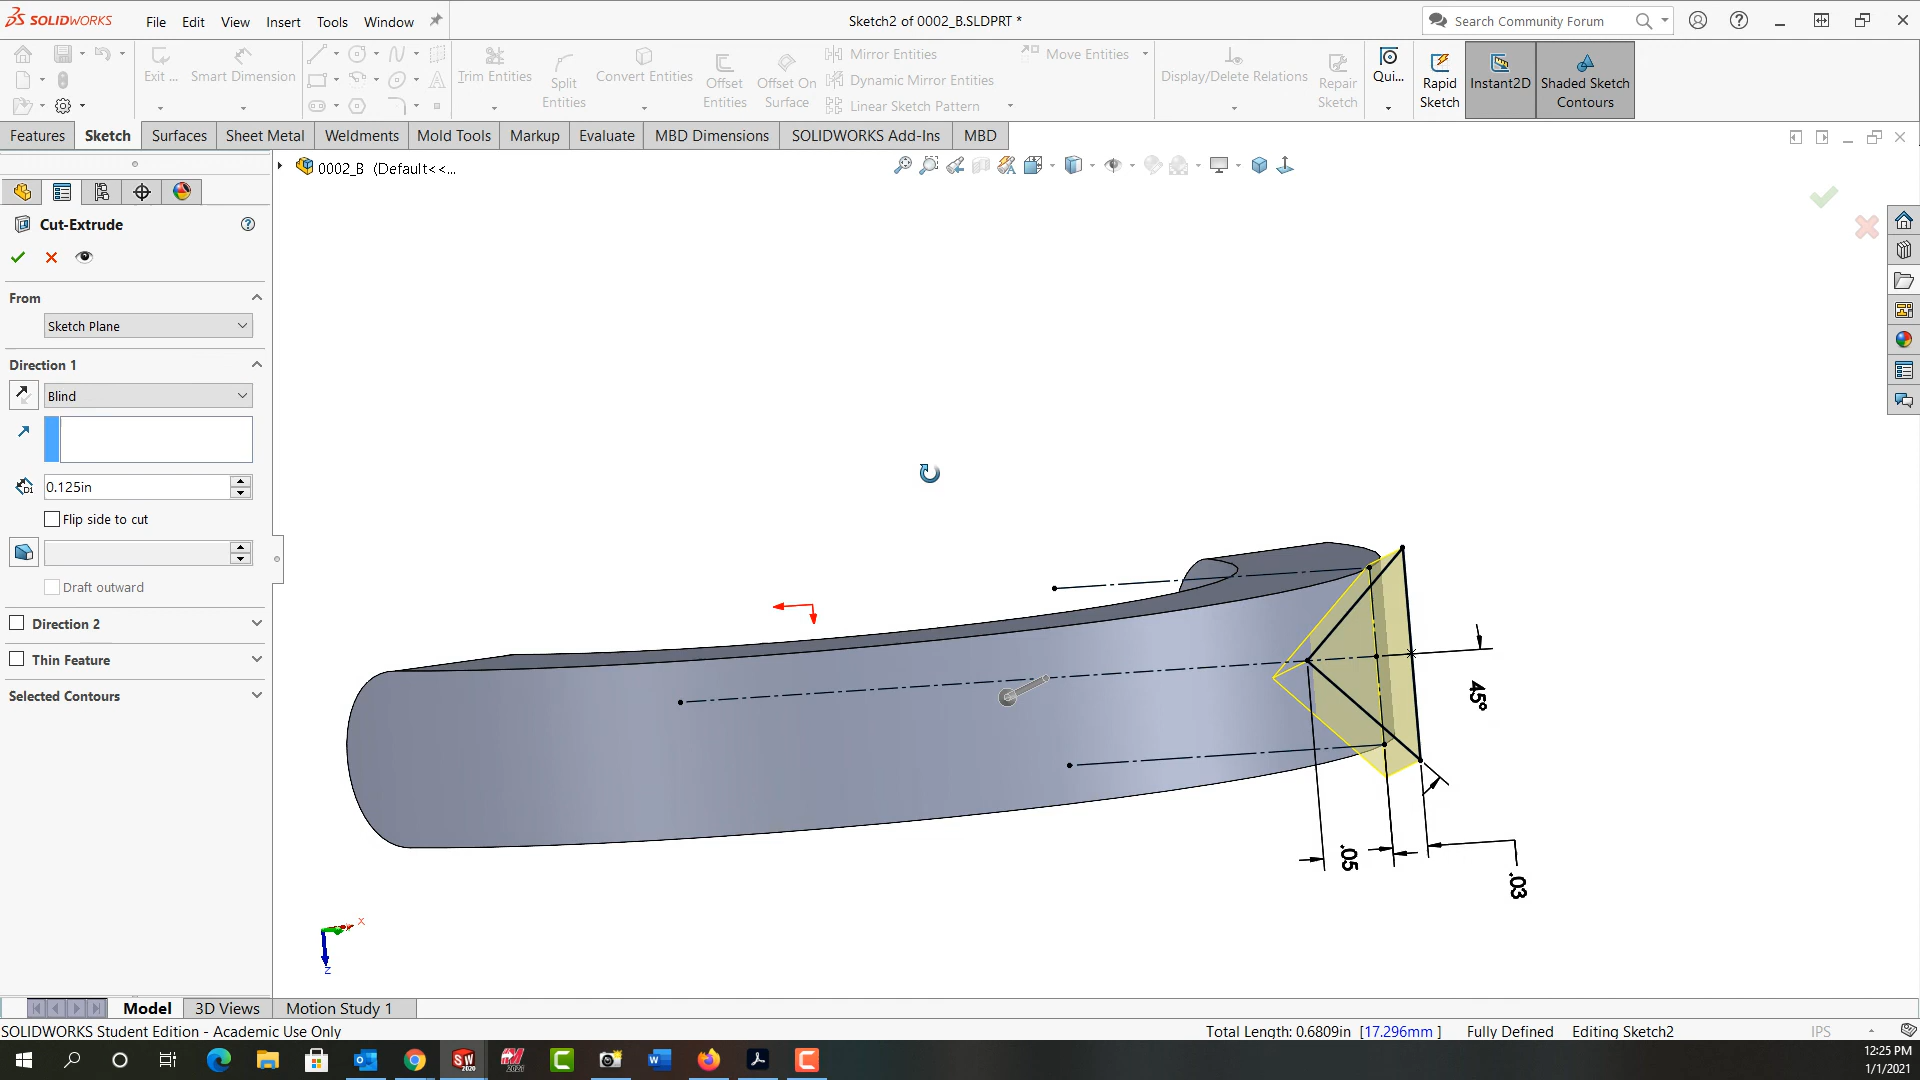 SOLIDWORKS File Edit View Insert Tools Window Sketch2 of 0002_B.SLDPRT * Search Community Forum
Exit ... Smart Dimension Trim Entities Split Entities Convert Entities Offset Entities Offset On Surface Mirror Entities Dynamic Mirror Entities Linear Sketch Pattern Move Entities Display/Delete Relations Repair Sketch Qui... Rapid Sketch Instant2D Shaded Sketch Contours
Features Sketch Surfaces Sheet Metal Weldments Mold Tools Markup Evaluate MBD Dimensions SOLIDWORKS Add-Ins MBD
0002_B (Default<<...
Cut-Extrude
From
Sketch Plane
Direction 1
Blind
D1
0.125in
Flip side to cut
Draft outward
Direction 2
Thin Feature
Selected Contours
45°
.05
.03
x
z
Model 3D Views Motion Study 1
SOLIDWORKS Student Edition - Academic Use Only Total Length: 0.6809in [17.296mm ] Fully Defined Editing Sketch2 IPS
SW
2020
2021
12:25 PM
1/1/2021